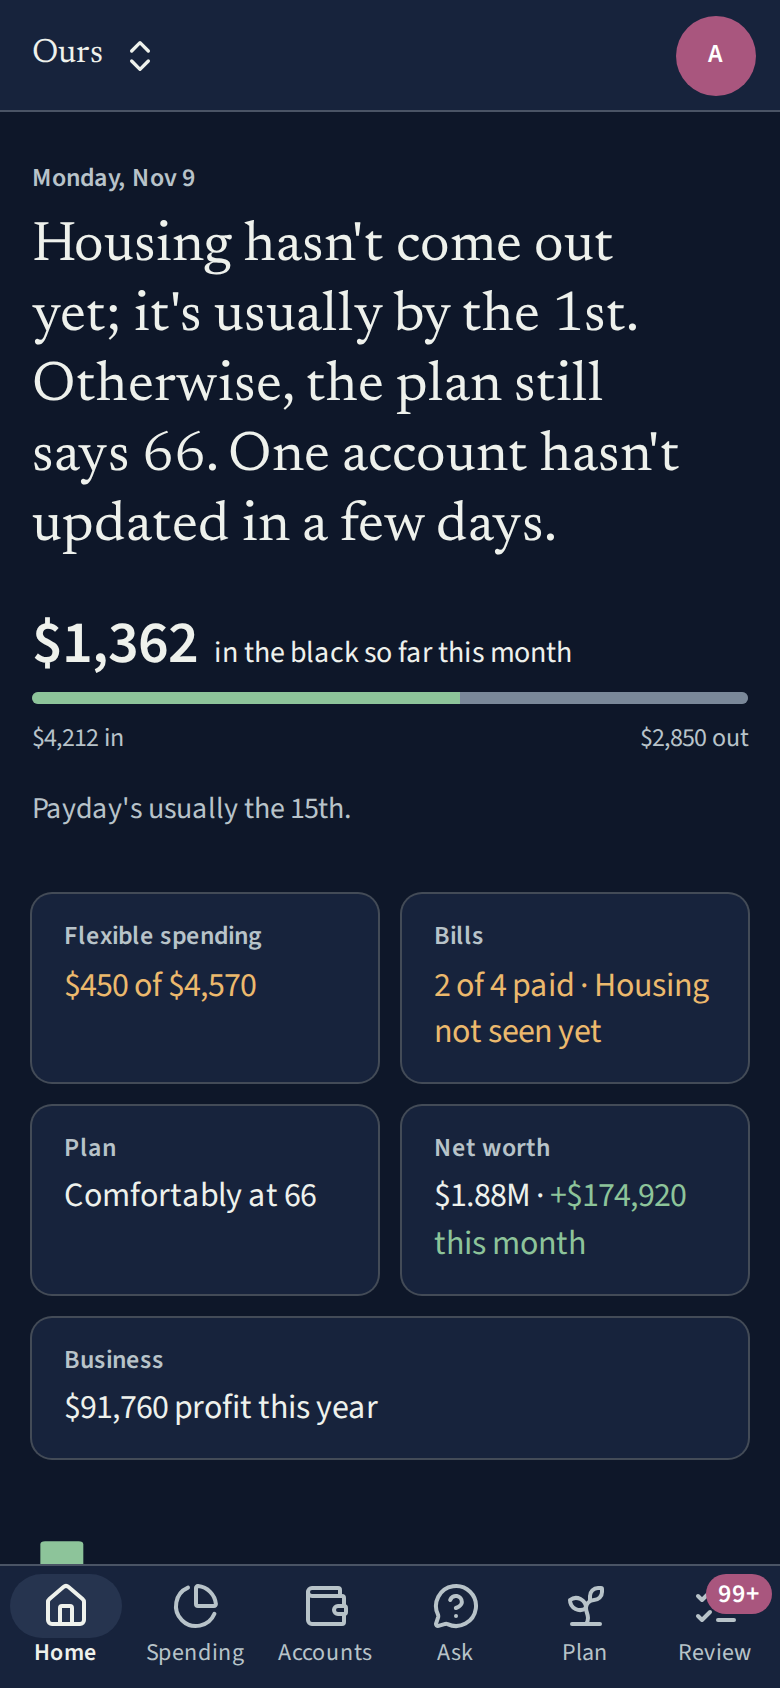 Ours
A
Monday, Nov 9
Housing hasn't come out
yet; it's usually by the 1st.
Otherwise, the plan still
says 66. One account hasn't
updated in a few days.
$1,362 in the black so far this month
$4,212 in
$2,850 out
Payday's usually the 15th.
Flexible spending
$450 of $4,570
Bills
2 of 4 paid · Housing
not seen yet
Plan
Comfortably at 66
Net worth
$1.88M · +$174,920
this month
Business
$91,760 profit this year
99+
Home
Spending
Accounts
Ask
Plan
Review